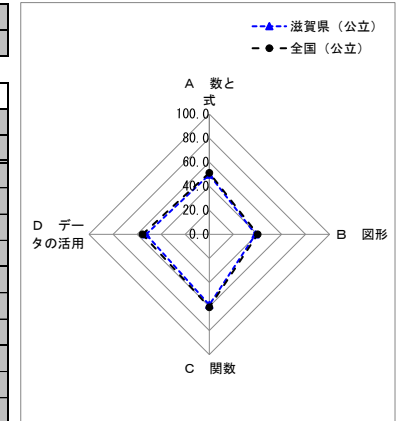 滋賀県（公立）
全国（公立）
A　数と
式
100.0
80.0
60.0
40.0
20.0
0.0
D　デー
タの活用
B　図形
C　関数